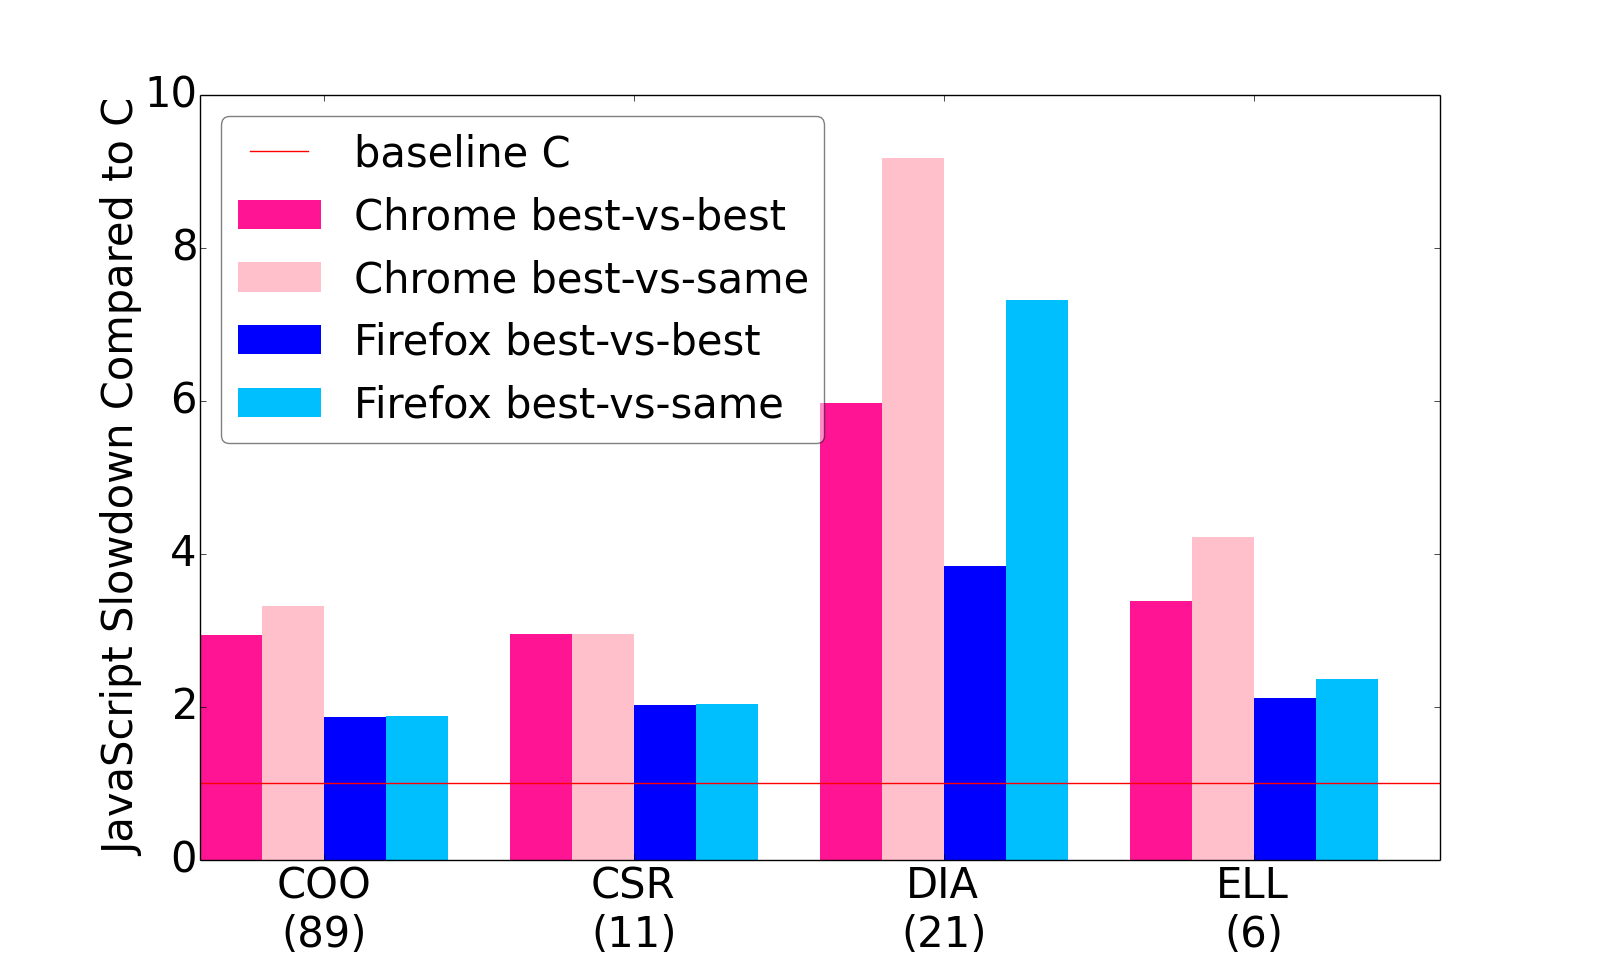 JavaScript Slowdown Compared to C
10
8
6
4
2
0
baseline C
Chrome best-vs-best
Chrome best-vs-same
Firefox best-vs-best
Firefox best-vs-same
COO
(89)
CSR
(11)
DIA
(21)
ELL
(6)